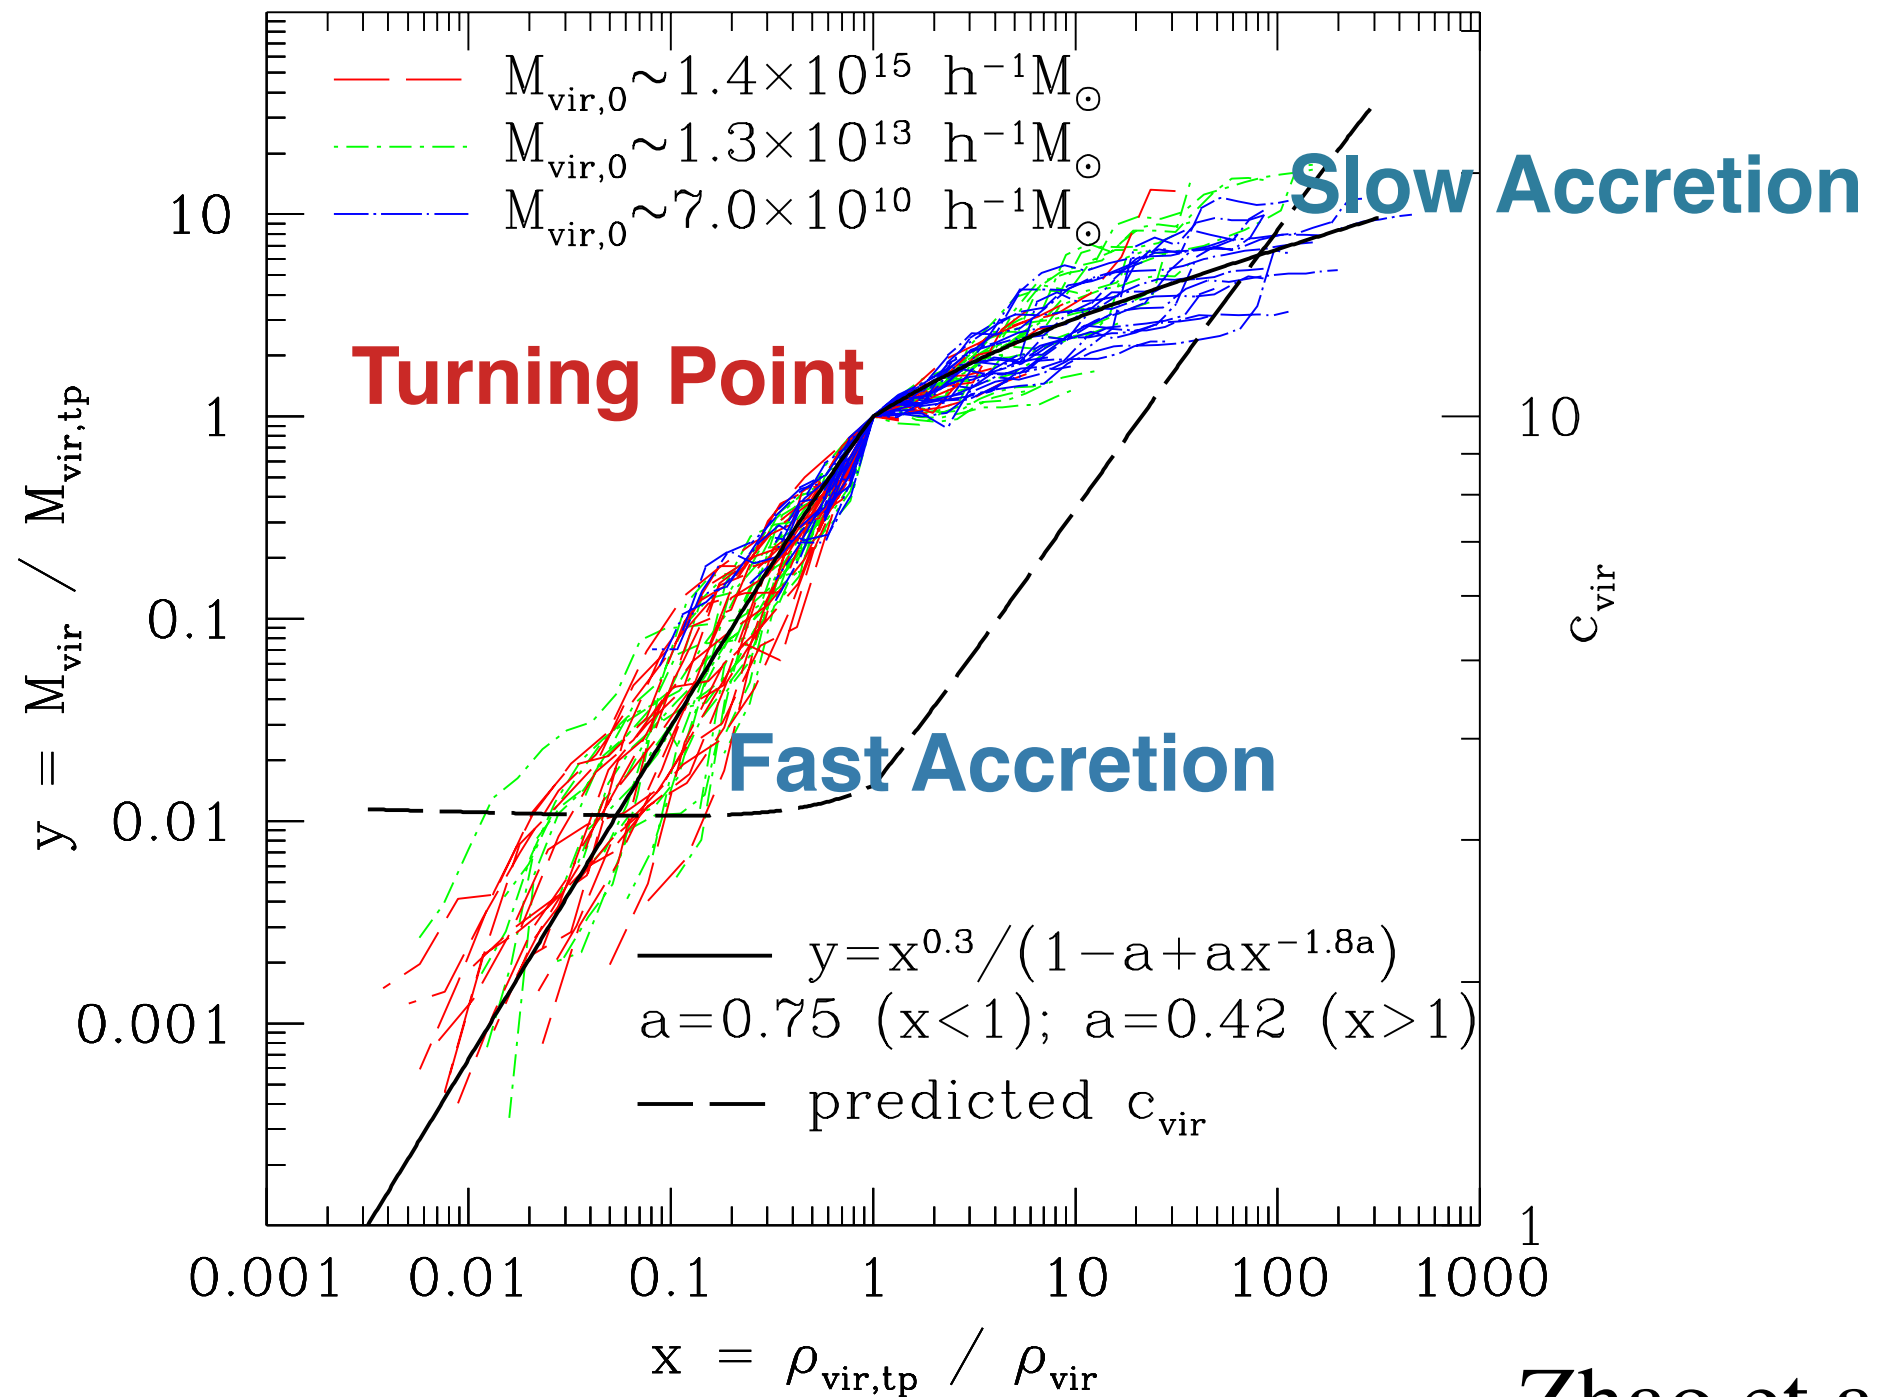 M_vir,0~1.4×10^15 h^−1M_⊙
M_vir,0~1.3×10^13 h^−1M_⊙
M_vir,0~7.0×10^10 h^−1M_⊙
Slow Accretion
Turning Point
Fast Accretion
y=x^0.3/(1−a+ax^−1.8a)
a=0.75 (x<1); a=0.42 (x>1)
predicted c_vir
10
1
0.1
0.01
0.001
y = M_vir / M_vir,tp
10
1
c_vir
0.001 0.01 0.1 1 10 100 1000
x = ρ_vir,tp / ρ_vir
Zhao et a